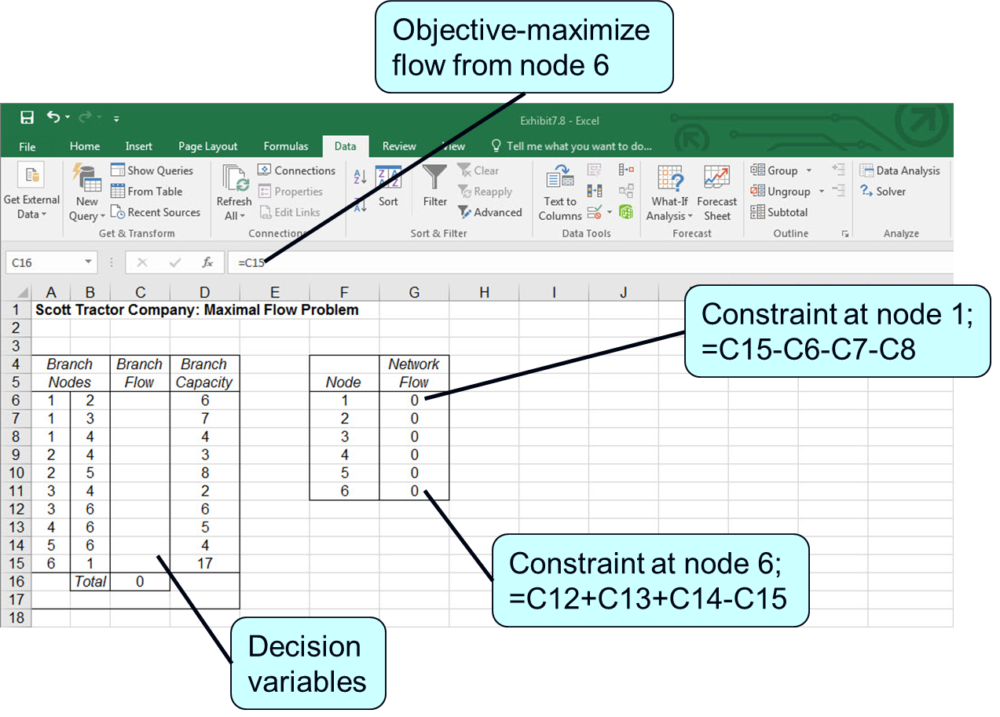 Objective-maximize
flow from node 6
Exhibit7.8 - Excel
File Home Insert Page Layout Formulas Data Review View Tell me what you want to do...
Get External Data
New Query
Show Queries
From Table
Recent Sources
Get & Transform
Refresh All
Connections
Properties
Edit Links
Connections
A Z
Z A
Z A A Z
Sort
Filter
Clear
Reapply
Advanced
Sort & Filter
Text to Columns
Data Tools
What-If Analysis
Forecast Sheet
Forecast
Group
Ungroup
Subtotal
Outline
Data Analysis
Solver
Analyze
C16 fx =C15
A B C D E F G H I J
1 Scott Tractor Company: Maximal Flow Problem
2
3
4 Branch Branch Branch Network
5 Nodes Flow Capacity Node Flow
6 1 2 6 1 0
7 1 3 7 2 0
8 1 4 4 3 0
9 2 4 3 4 0
10 2 5 8 5 0
11 3 4 2 6 0
12 3 6 6
13 4 6 5
14 5 6 4
15 6 1 17
16 Total 0
17
18
Constraint at node 1;
=C15-C6-C7-C8
Constraint at node 6;
=C12+C13+C14-C15
Decision
variables